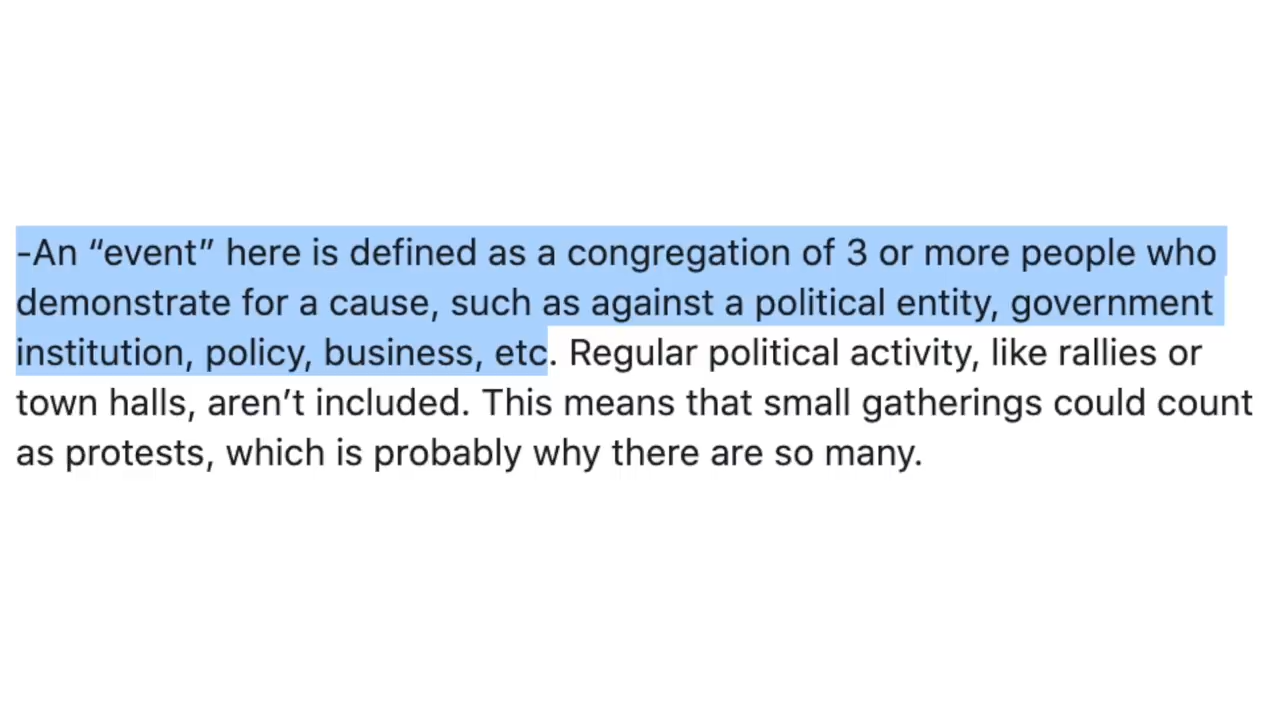 -An “event” here is defined as a congregation of 3 or more people who
demonstrate for a cause, such as against a political entity, government
institution, policy, business, etc. Regular political activity, like rallies or
town halls, aren’t included. This means that small gatherings could count
as protests, which is probably why there are so many.